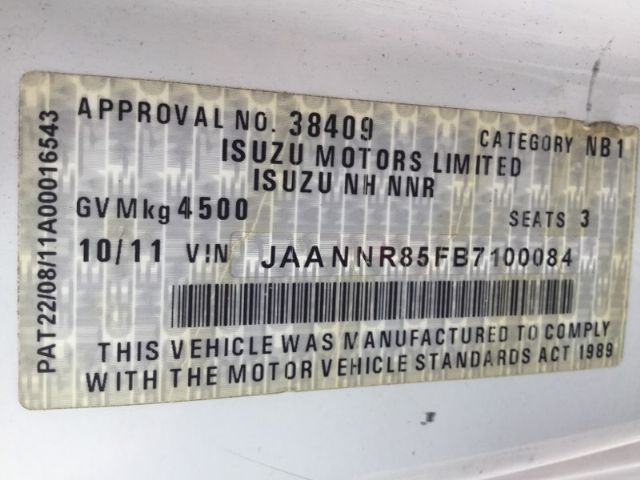 APPROVAL NO. 38409 CATEGORY NB1
ISUZU MOTORS LIMITED
ISUZU NH NNR
GVMkg 4500 SEATS 3
10/11 VIN JAANNR85FB7100084
THIS VEHICLE WAS MANUFACTURED TO COMPLY
WITH THE MOTOR VEHICLE STANDARDS ACT 1989
PAT22/08/11A00016543